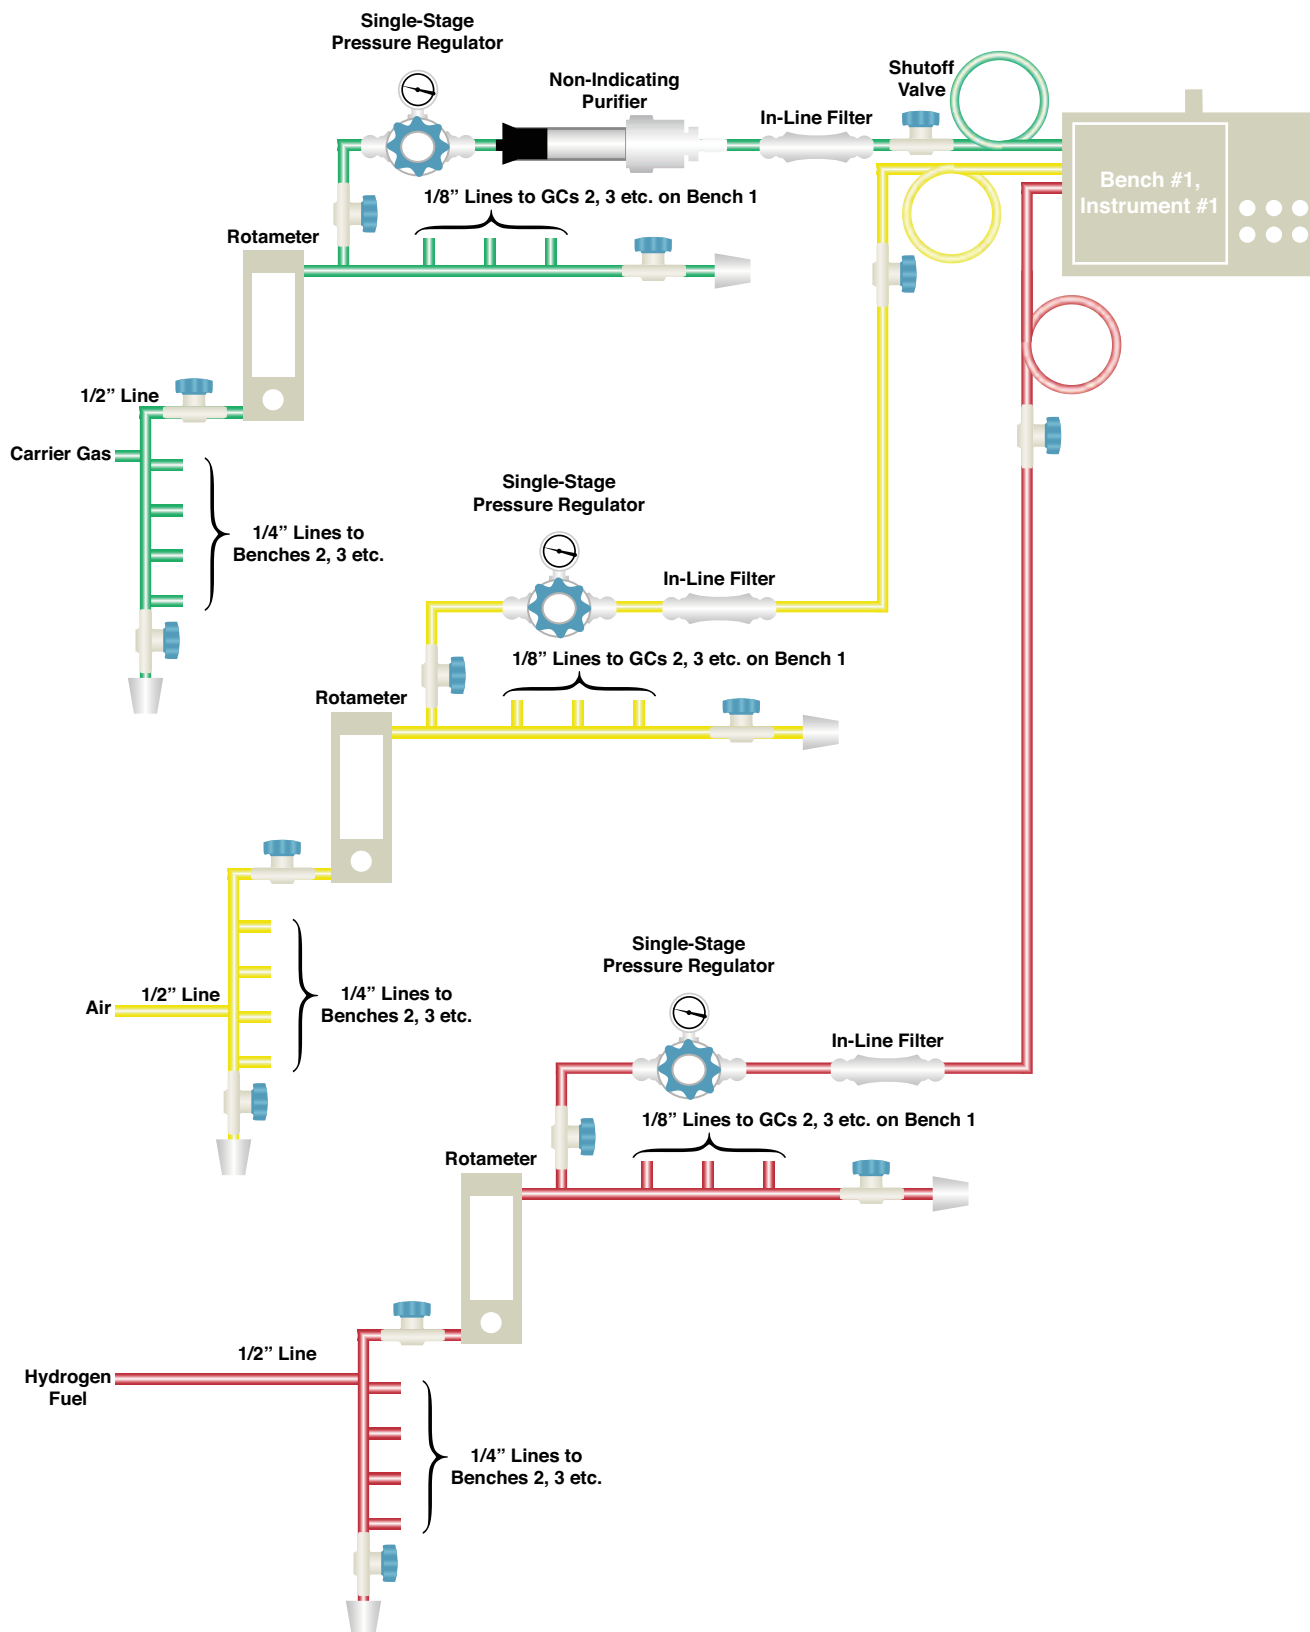 Single-Stage
Pressure Regulator
Non-Indicating
Purifier
In-Line Filter
Shutoff
Valve
Bench #1,
Instrument #1
1/8” Lines to GCs 2, 3 etc. on Bench 1
Rotameter
1/2” Line
Carrier Gas
1/4” Lines to
Benches 2, 3 etc.
Single-Stage
Pressure Regulator
In-Line Filter
1/8” Lines to GCs 2, 3 etc. on Bench 1
Rotameter
1/2” Line
Air
1/4” Lines to
Benches 2, 3 etc.
Single-Stage
Pressure Regulator
In-Line Filter
1/8” Lines to GCs 2, 3 etc. on Bench 1
Rotameter
1/2” Line
Hydrogen
Fuel
1/4” Lines to
Benches 2, 3 etc.